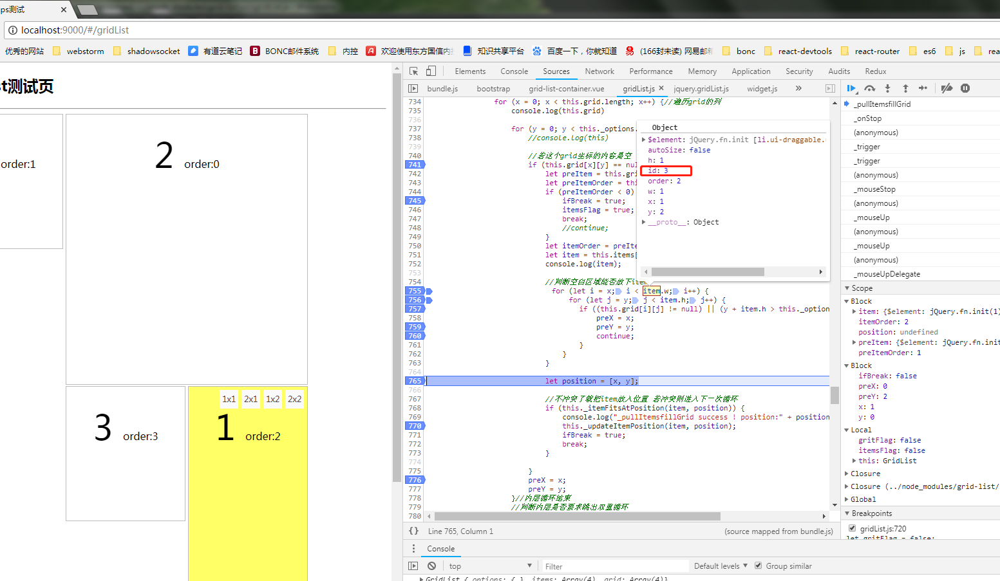 ps测试
localhost:9000/#/gridList
优秀的网站 webstorm shadowsocket 有道云笔记 BONC邮件系统 内控 欢迎使用东方国信内 知识共享平台 百度一下，你就知道 (166封未读) 网易邮箱 bonc react-devtools react-router es6 js rea
st测试页
order:1
2 order:0
3 order:3
1x1 2x1 1x2 2x2
1 order:2
Elements Console Sources Network Performance Memory Application Security Audits Redux
bundle.js bootstrap grid-list-container.vue gridList.js × jquery.gridList.js widget.js »
734 for (x = 0; x < this.grid.length; x++) {//遍历grid的列
735 console.log(this.grid)
736
737 for (y = 0; y < this._options.
738 //console.log(this)
739
740 //若这个grid坐标的内容是空
741 if (this.grid[x][y] == nul
742 let preItem = this.gri
743 let preItemOrder = thi
744 if (preItemOrder < 0)
745 ifBreak = true;
746 itemsFlag = true;
747 break;
748 //continue;
749 }
750 let itemOrder = preIte
751 let item = this.items[
752 console.log(item);
753
754 //判断空白区域能否放下item
755 for (let i = x; i < item.w; i++) {
756 for (let j = y; j < item.h; j++) {
757 if ((this.grid[i][j] != null) || (y + item.h > this._option
758 preX = x;
759 preY = y;
760 continue;
761 }
762 }
763 }
764
765 let position = [x, y];
766
767 //不冲突了就把item放入位置 若冲突则进入下一次循环
768 if (this._itemFitsAtPosition(item, position)) {
769 console.log("_pullItemsfillGrid success ! position:" + position
770 this._updateItemPosition(item, position);
771 ifBreak = true;
772 break;
773 }
774
775 }
776 preX = x;
777 preY = y;
778 }//内层循环结束
779 //判断内层是否要求跳出双重循环
780
Object
$element: jQuery.fn.init [li.ui-draggable.
autoSize: false
h: 1
id: 3
order: 2
w: 1
x: 1
y: 2
__proto__: Object
{} Line 765, Column 1 (source mapped from bundle.js)
Console
top Filter Default levels Group similar
GridList {_options: {…}, items: Array(4), grid: Array(4)}
_pullItemsfillGrid
_onStop
(anonymous)
_trigger
_trigger
(anonymous)
_mouseStop
(anonymous)
_mouseUp
(anonymous)
_mouseUp
(anonymous)
_mouseUpDelegate
Scope
Block
item: {$element: jQuery.fn.init(1)
itemOrder: 2
position: undefined
preItem: {$element: jQuery.fn.init
preItemOrder: 1
Block
ifBreak: false
preX: 0
preY: 2
x: 1
y: 0
Local
gritFlag: false
itemsFlag: false
this: GridList
Closure
Closure (../node_modules/grid-list/
Global
Breakpoints
gridList.js:720
let gritFlag = false;